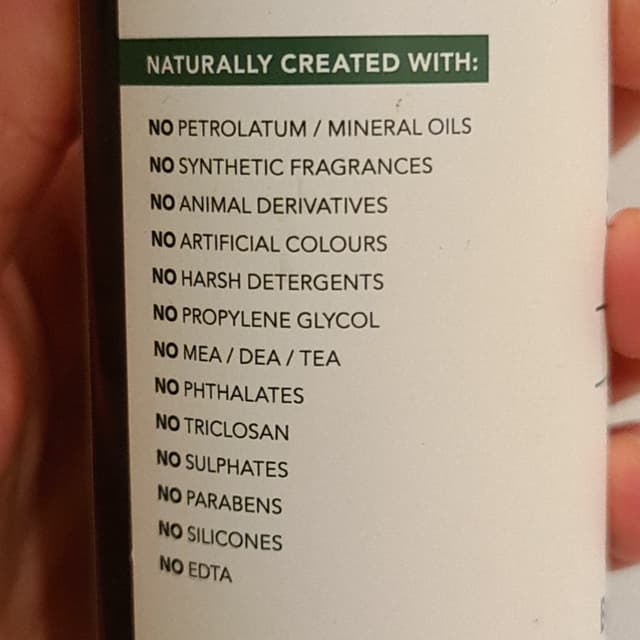 NATURALLY CREATED WITH:
NO PETROLATUM / MINERAL OILS
NO SYNTHETIC FRAGRANCES
NO ANIMAL DERIVATIVES
NO ARTIFICIAL COLOURS
NO HARSH DETERGENTS
NO PROPYLENE GLYCOL
NO MEA / DEA / TEA
NO PHTHALATES
NO TRICLOSAN
NO SULPHATES
NO PARABENS
NO SILICONES
NO EDTA